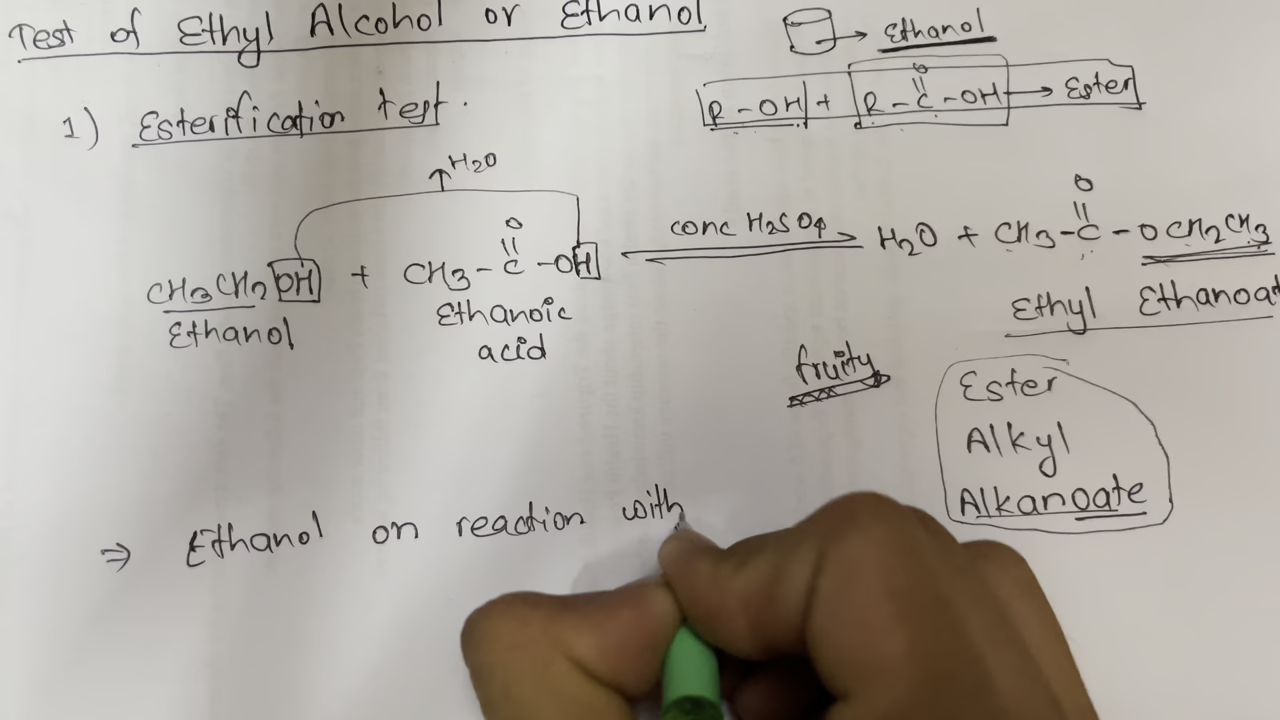 Test of Ethyl Alcohol or Ethanol
→ Ethanol
R-OH + R-C-OH → Ester
O
1) Esterification test.
↑H2O
CH3CH2OH + CH3-C-OH conc H2SO4 H2O + CH3-C-OCH2CH3
O
O
Ethanol
Ethanoic
acid
Ethyl Ethanoat
fruity
Ester
Alkyl
Alkanoate
⇒ Ethanol on reaction with